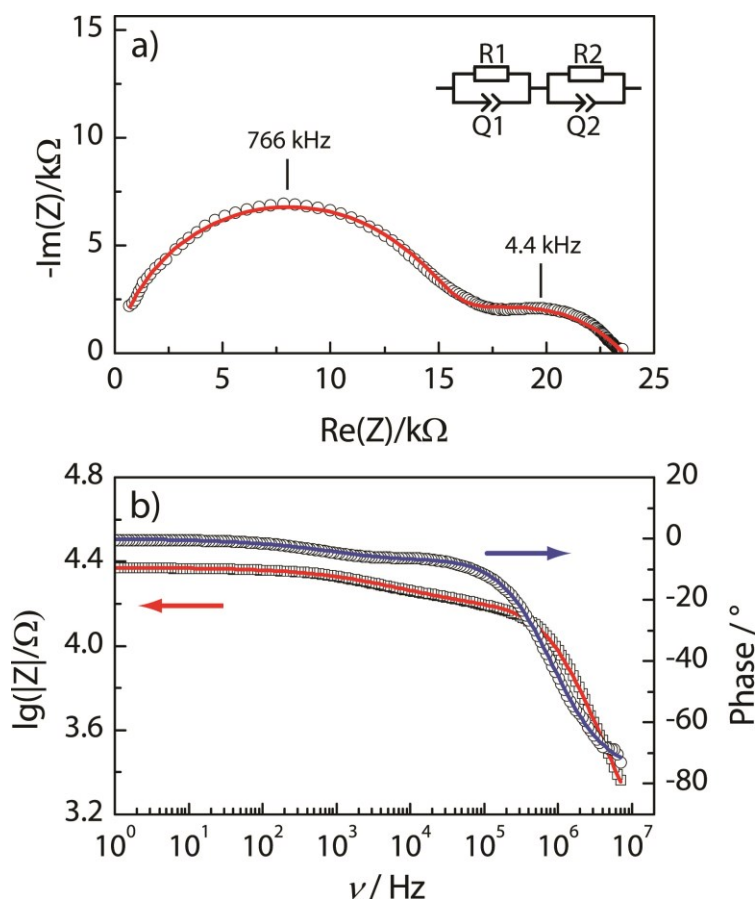 a)
R1 R2
Q1 Q2
766 kHz
4.4 kHz
15
10
5
0
-Im(Z)/kΩ
0 5 10 15 20 25
Re(Z)/kΩ
b)
4.8
4.4
4.0
3.6
3.2
lg(|Z|/Ω)
20
0
-20
-40
-60
-80
Phase / °
10⁰ 10¹ 10² 10³ 10⁴ 10⁵ 10⁶ 10⁷
ν / Hz